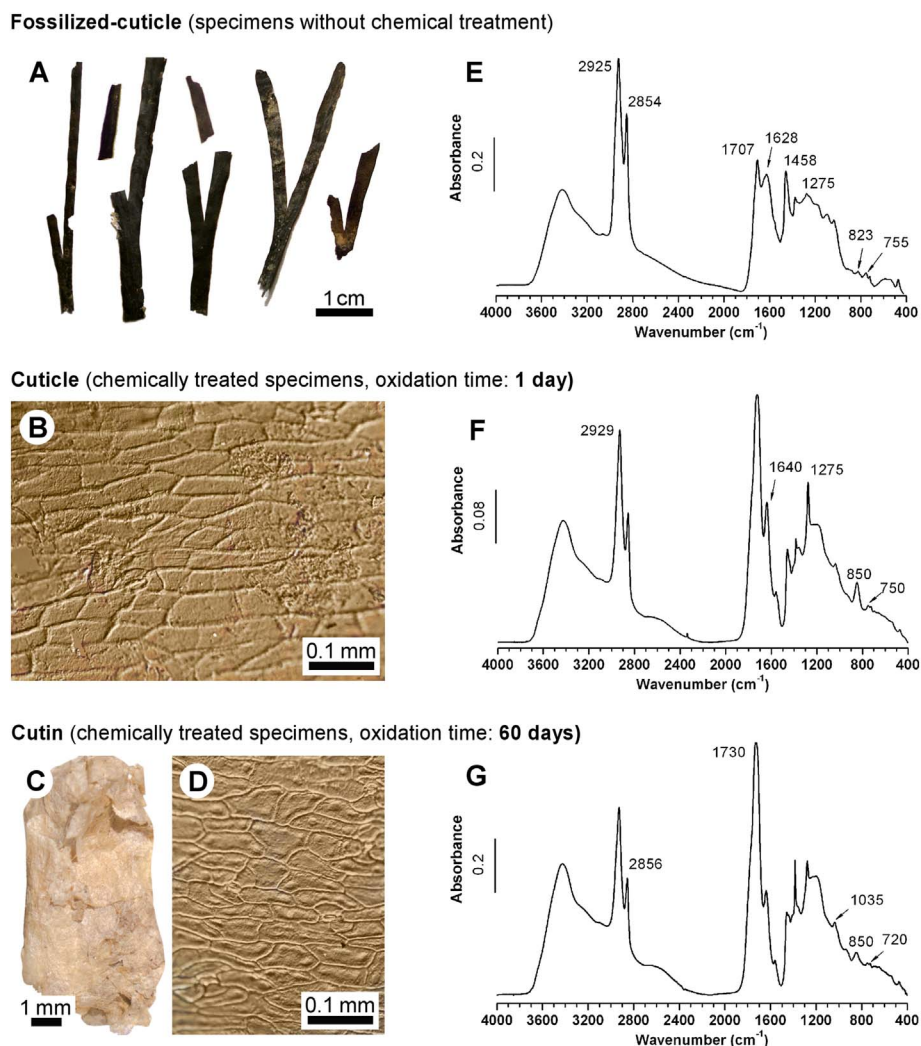 Fossilized-cuticle (specimens without chemical treatment)
A
1 cm
E
Absorbance
0.2
2925
2854
1707
1628
1458
1275
823
755
4000 3600 2800 2400 2000 1600 1200 800 400
Wavenumber (cm-1)
Cuticle (chemically treated specimens, oxidation time: 1 day)
B
0.1 mm
F
Absorbance
0.08
2929
1640
1275
850
750
4000 3600 2800 2400 2000 1600 1200 800 400
Wavenumber (cm-1)
Cutin (chemically treated specimens, oxidation time: 60 days)
C
1 mm
D
0.1 mm
G
Absorbance
0.2
1730
2856
1035
850
720
4000 3600 2800 2400 2000 1600 1200 800 400
Wavenumber (cm-1)